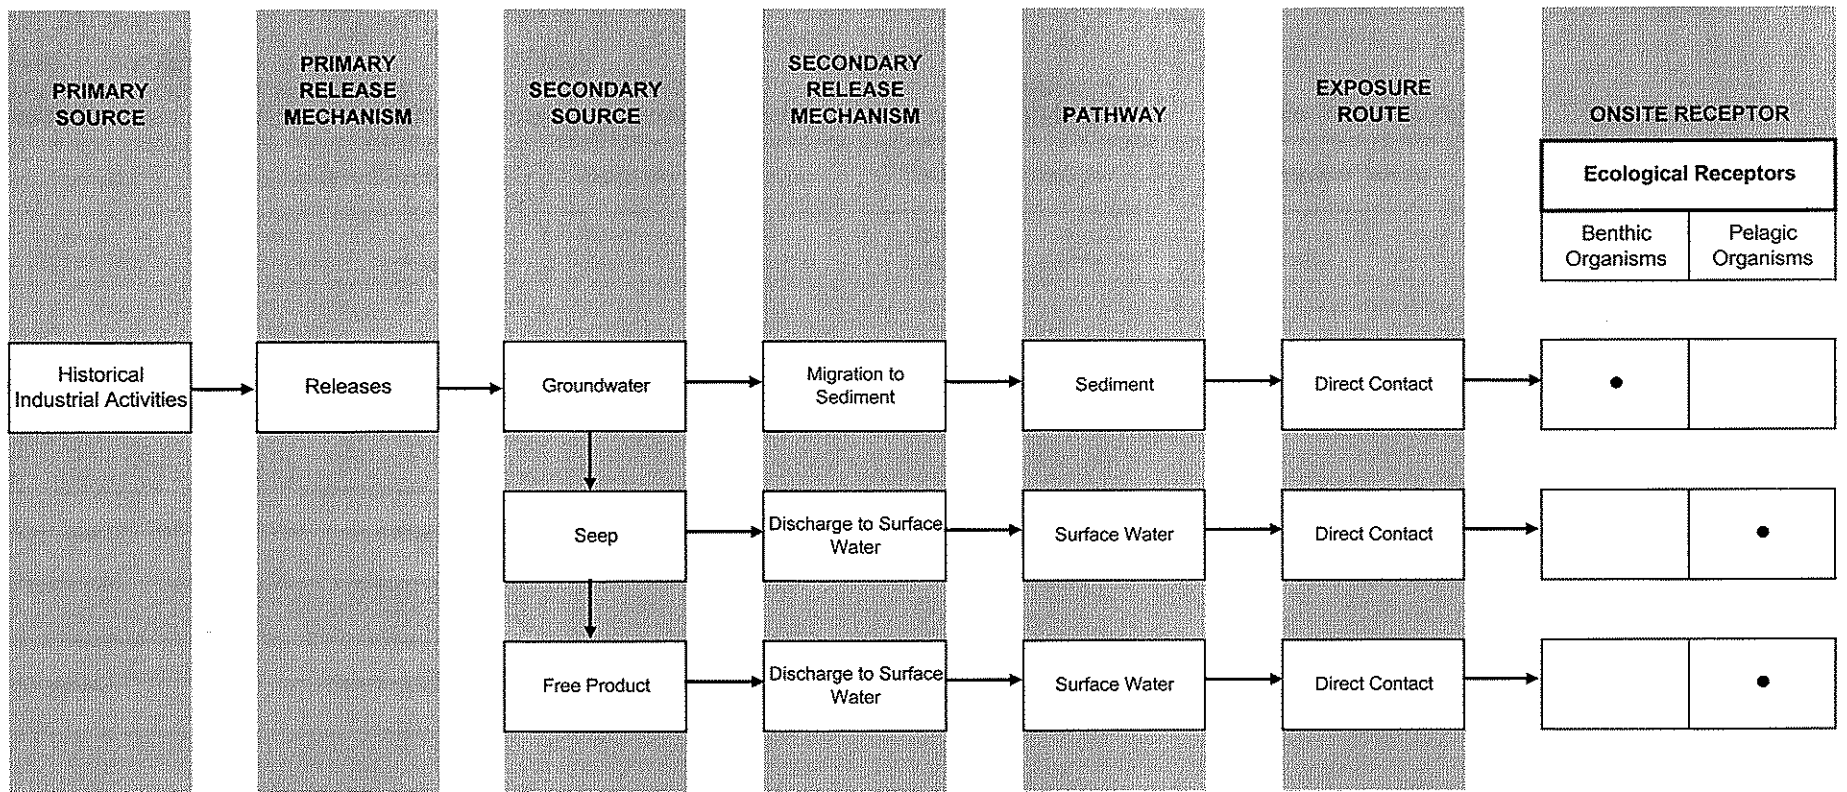 PRIMARY
SOURCE
PRIMARY
RELEASE
MECHANISM
SECONDARY
SOURCE
SECONDARY
RELEASE
MECHANISM
PATHWAY
EXPOSURE
ROUTE
ONSITE RECEPTOR
Ecological Receptors
Benthic
Organisms
Pelagic
Organisms
Historical
Industrial Activities
Releases
Groundwater
Migration to
Sediment
Sediment
Direct Contact
Seep
Discharge to Surface
Water
Surface Water
Direct Contact
Free Product
Discharge to Surface
Water
Surface Water
Direct Contact